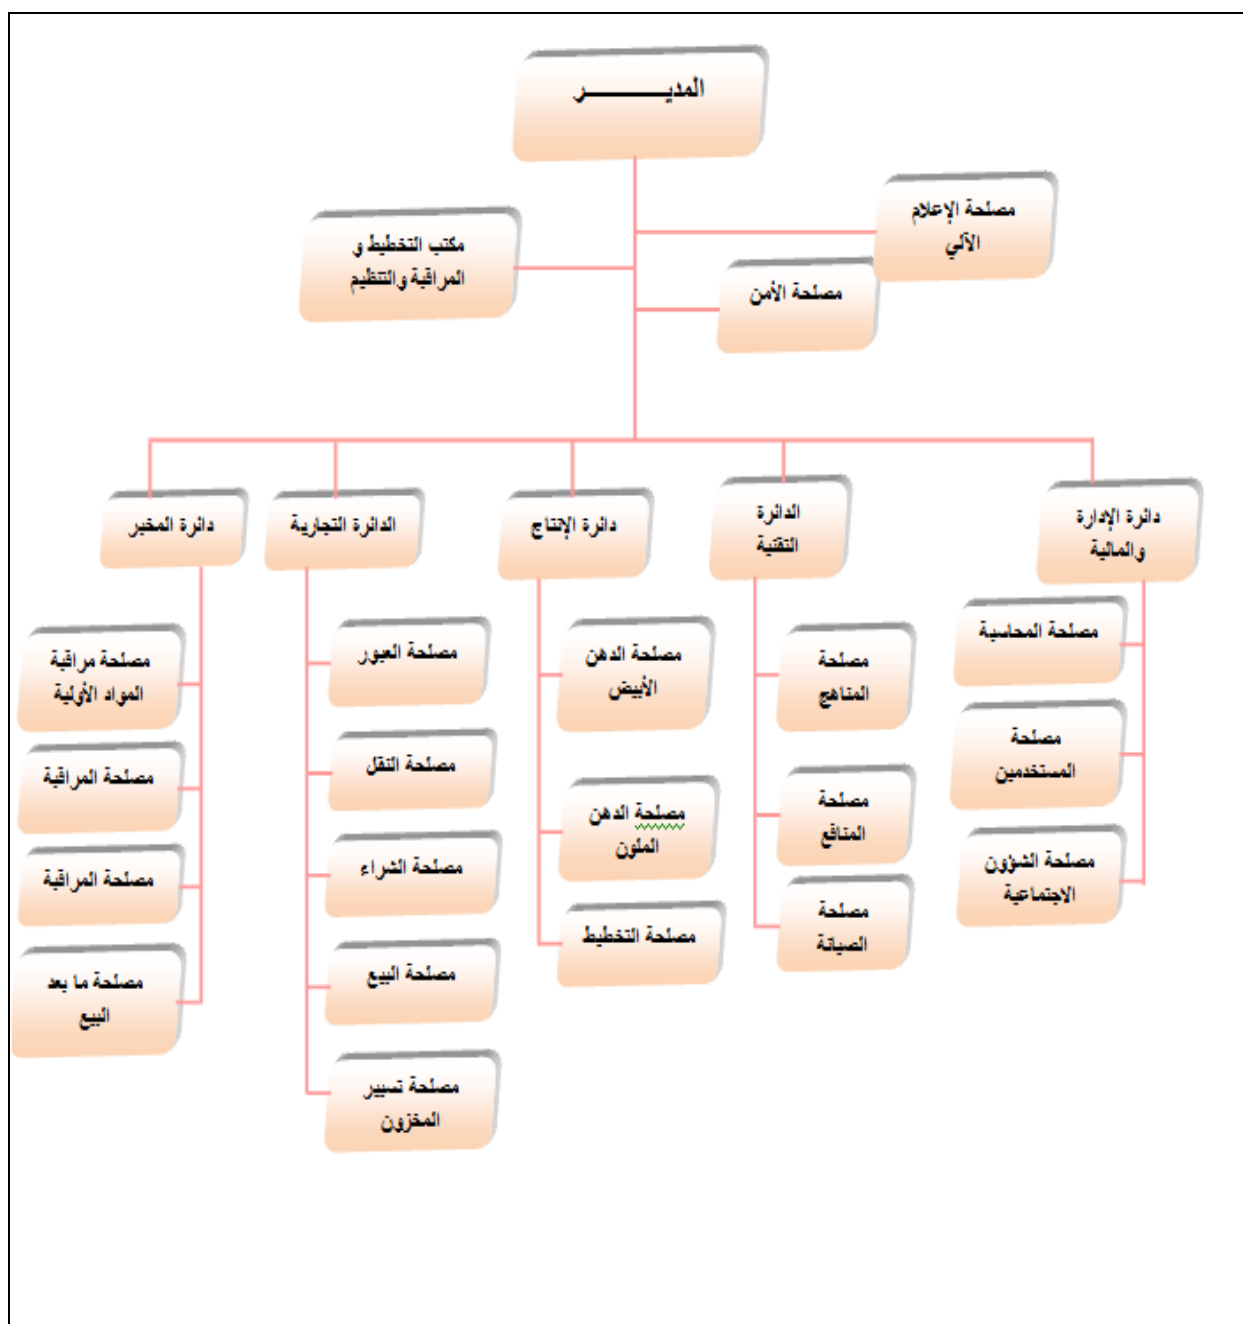 المديـــــــــــــر
مصلحة الإعلام
الآلي
مكتب التخطيط و
المراقبة والتنظيم
مصلحة الأمن
دائرة الإدارة
والمالية
الدائرة
التقنية
دائرة الإنتاج
الدائرة التجارية
دائرة المخبر
مصلحة المحاسبة
مصلحة
المستخدمين
مصلحة الشؤون
الاجتماعية
مصلحة
المناهج
مصلحة
المنافع
مصلحة
الصيانة
مصلحة الدهن
الأبيض
مصلحة الدهن
الملون
مصلحة التخطيط
مصلحة العبور
مصلحة النقل
مصلحة الشراء
مصلحة البيع
مصلحة تسيير
المخزون
مصلحة مراقبة
المواد الأولية
مصلحة المراقبة
مصلحة المراقبة
مصلحة ما بعد
البيع